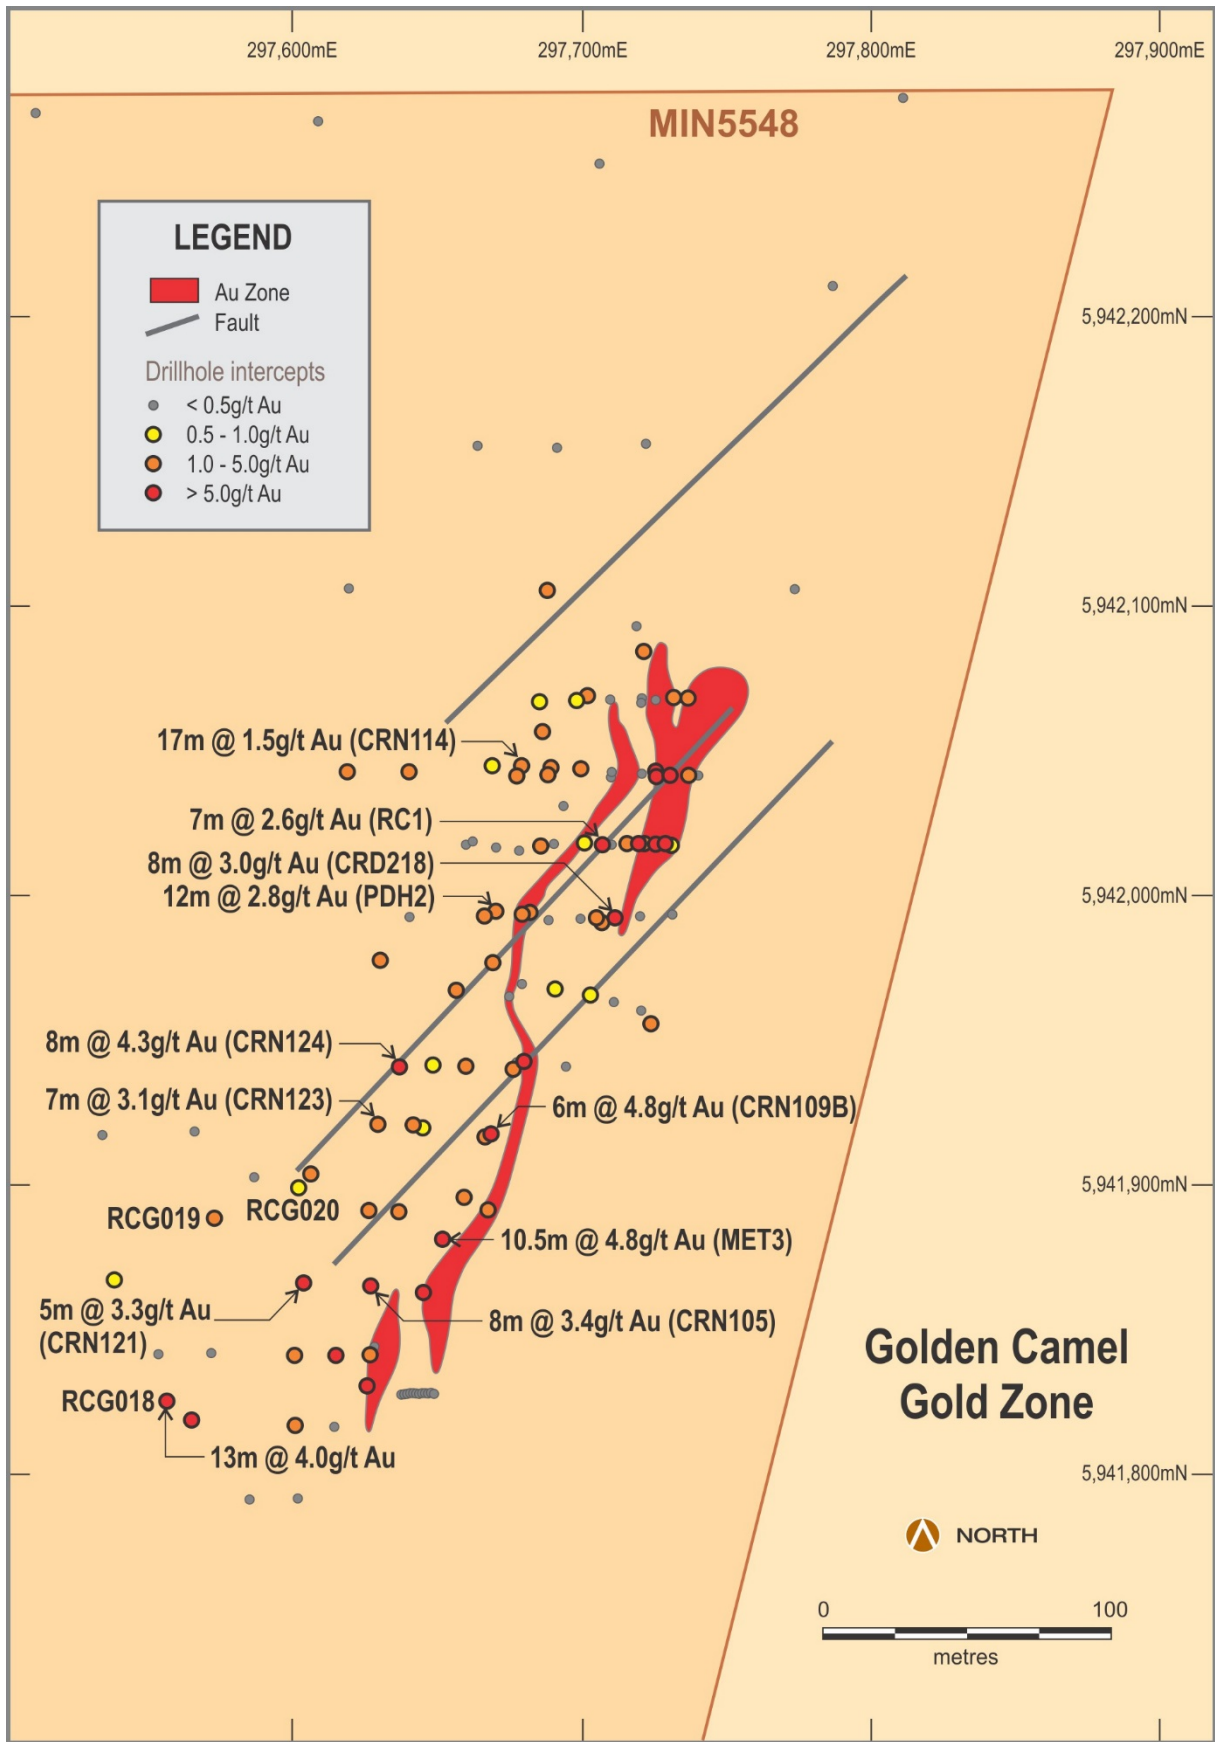 297,600mE
297,700mE
297,800mE
297,900mE
MIN5548
LEGEND
Au Zone
Fault
Drillhole intercepts
< 0.5g/t Au
0.5 - 1.0g/t Au
1.0 - 5.0g/t Au
> 5.0g/t Au
5,942,200mN
5,942,100mN
17m @ 1.5g/t Au (CRN114)
7m @ 2.6g/t Au (RC1)
8m @ 3.0g/t Au (CRD218)
12m @ 2.8g/t Au (PDH2)
5,942,000mN
8m @ 4.3g/t Au (CRN124)
7m @ 3.1g/t Au (CRN123)
6m @ 4.8g/t Au (CRN109B)
5,941,900mN
RCG019
RCG020
10.5m @ 4.8g/t Au (MET3)
5m @ 3.3g/t Au
(CRN121)
8m @ 3.4g/t Au (CRN105)
Golden Camel
Gold Zone
RCG018
13m @ 4.0g/t Au
5,941,800mN
NORTH
0
100
metres